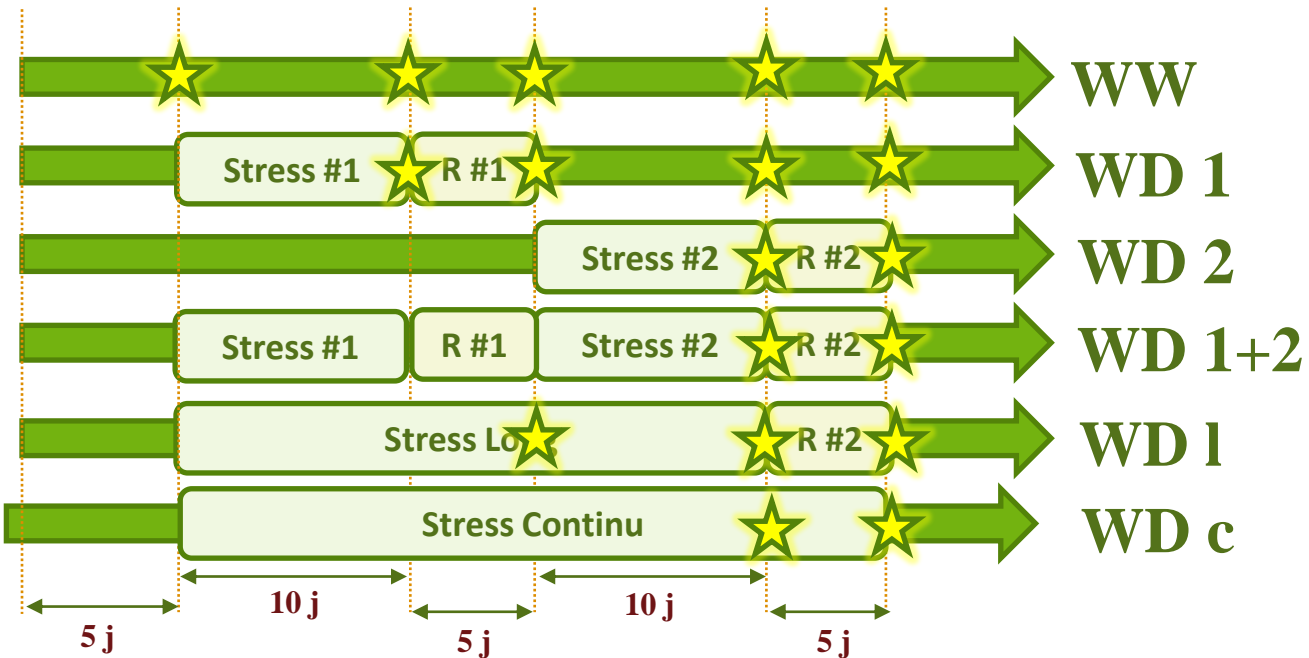 WW
Stress #1 R #1 WD 1
Stress #2 R #2 WD 2
Stress #1 R #1 Stress #2 R #2 WD 1+2
Stress R #2 WD l
Stress Continu WD c
10 j 10 j
5 j 5 j 5 j